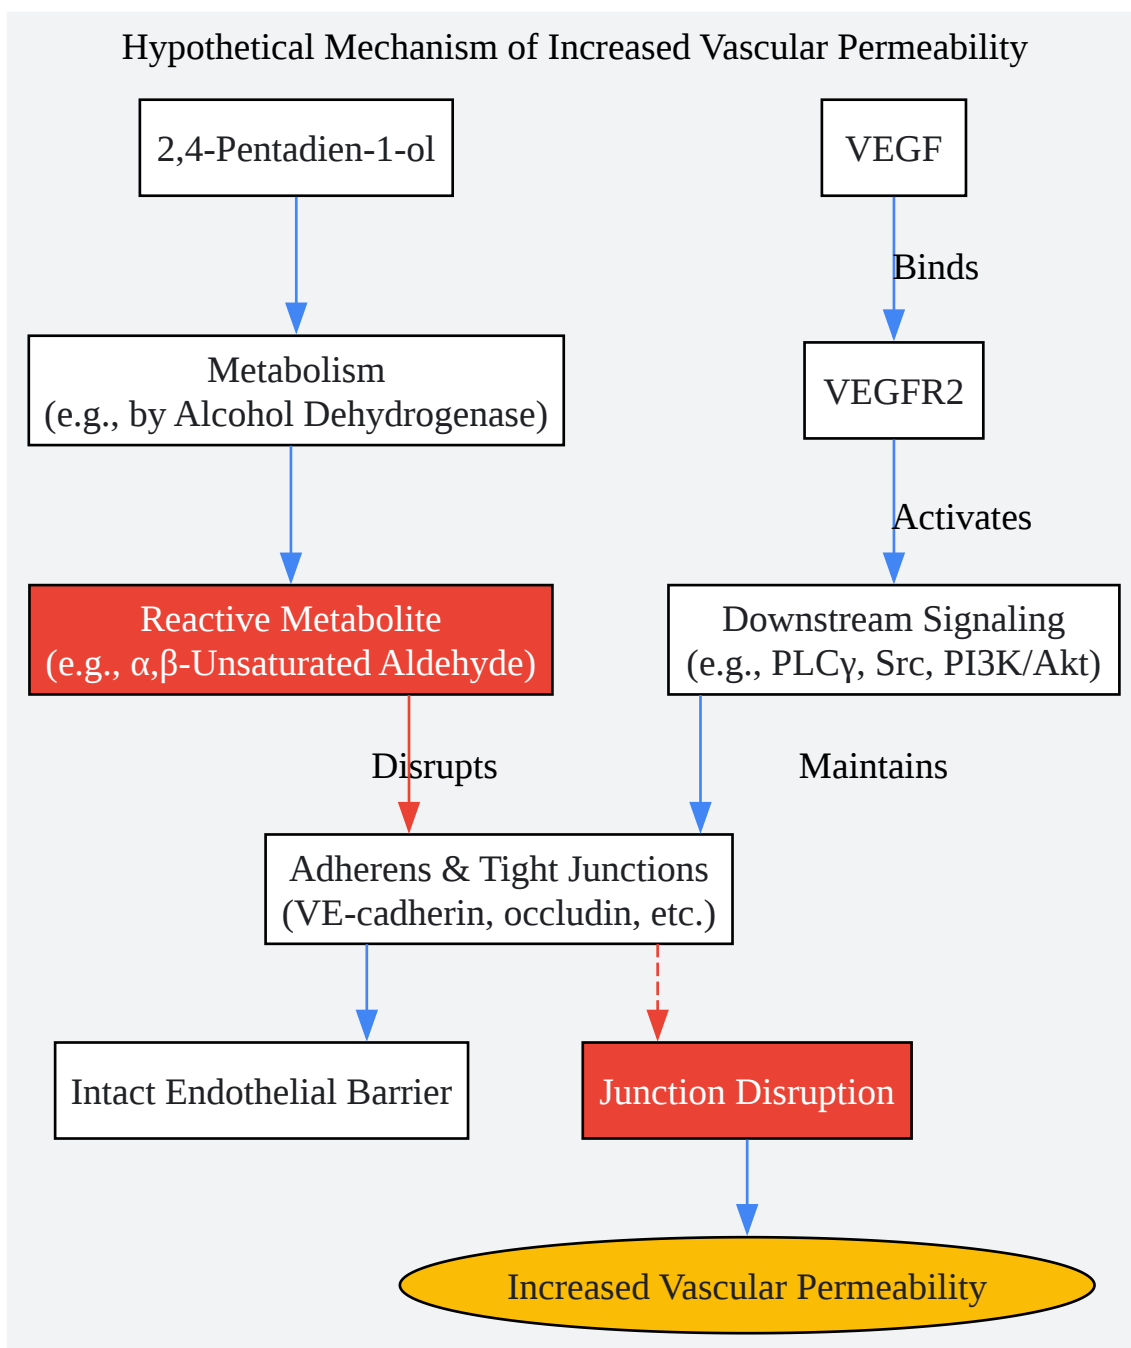 Hypothetical Mechanism of Increased Vascular Permeability
2,4-Pentadien-1-ol
VEGF
Binds
Metabolism
(e.g., by Alcohol Dehydrogenase)
VEGFR2
Activates
Reactive Metabolite
(e.g., α,β-Unsaturated Aldehyde)
Downstream Signaling
(e.g., PLCγ, Src, PI3K/Akt)
Disrupts
Maintains
Adherens & Tight Junctions
(VE-cadherin, occludin, etc.)
Intact Endothelial Barrier
Junction Disruption
Increased Vascular Permeability